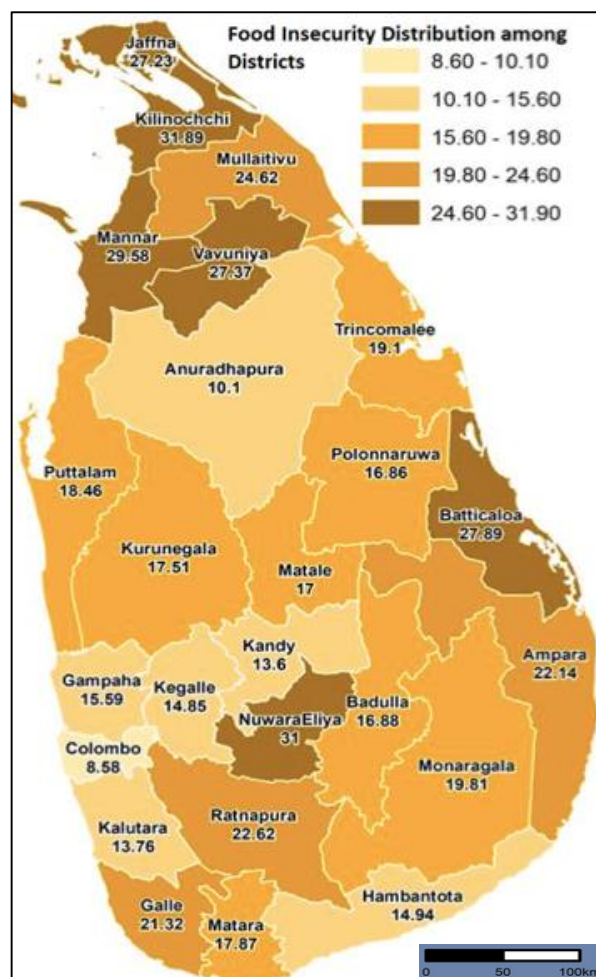 Food Insecurity Distribution among
Districts
8.60 - 10.10
10.10 - 15.60
15.60 - 19.80
19.80 - 24.60
24.60 - 31.90
Jaffna
27.23
Kilinochchi
31.89
Mullaitivu
24.62
Mannar
29.58
Vavuniya
27.37
Trincomalee
19.1
Anuradhapura
10.1
Polonnaruwa
16.86
Puttalam
18.46
Batticaloa
27.89
Kurunegala
17.51
Matale
17
Kandy
13.6
Ampara
22.14
Gampaha
15.59
Kegalle
14.85
Badulla
16.88
NuwaraEliya
31
Colombo
8.58
Monaragala
19.81
Ratnapura
22.62
Kalutara
13.76
Hambantota
14.94
Galle
21.32
Matara
17.87
0 50 100km